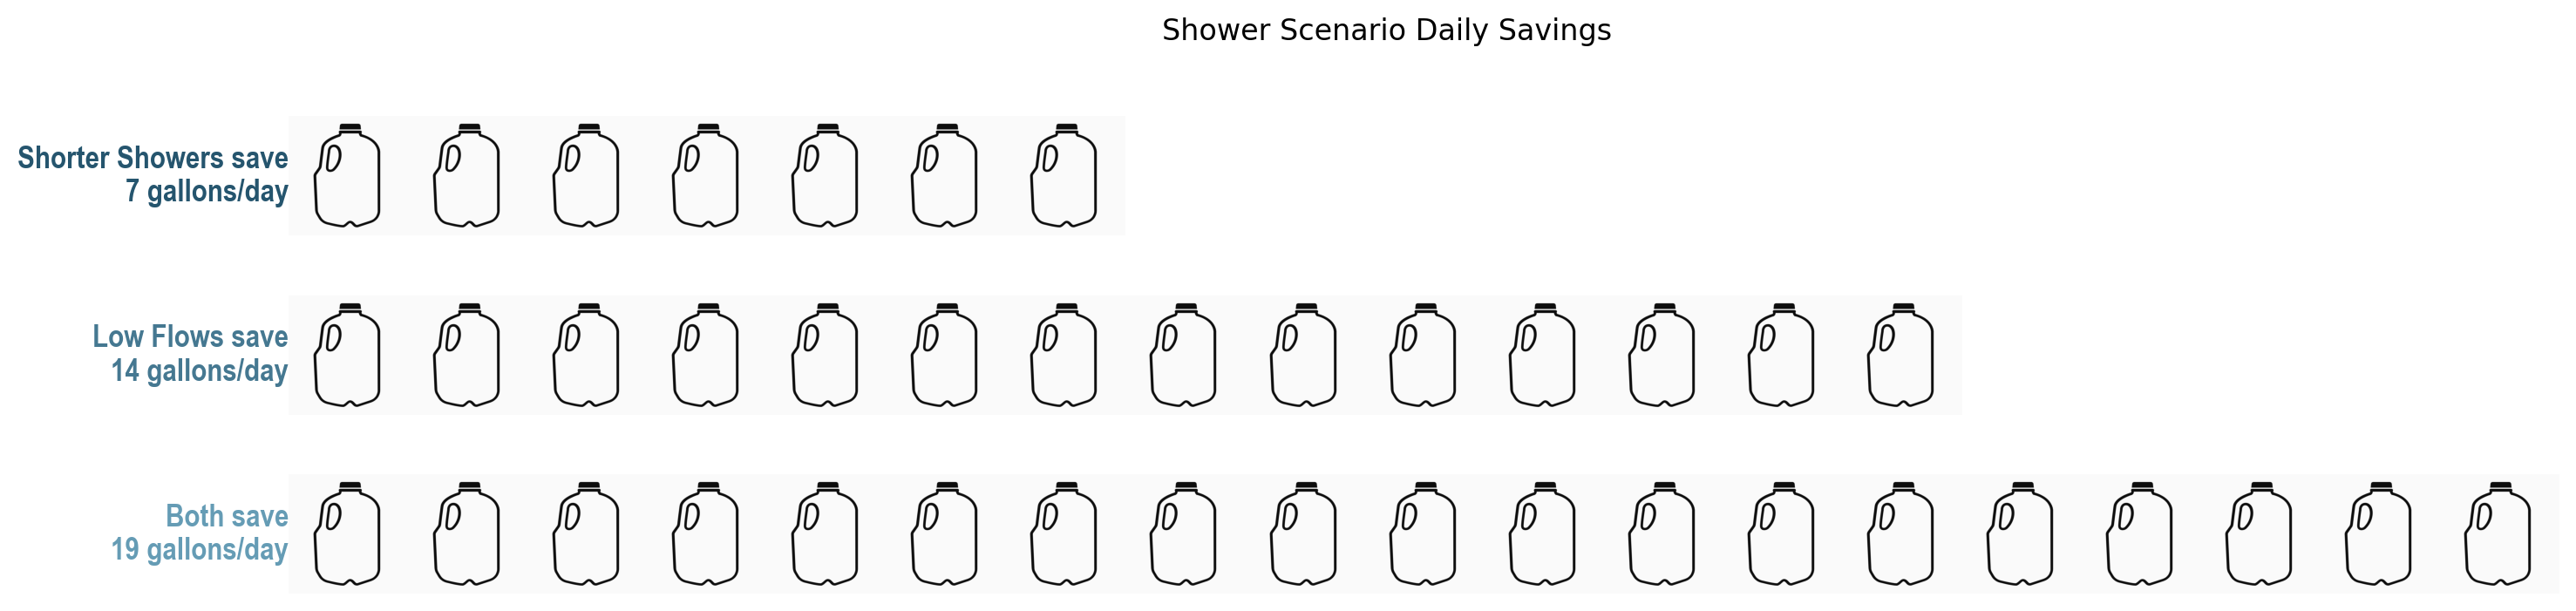 Shower Scenario Daily Savings
Shorter Showers save
7 gallons/day
Low Flows save
14 gallons/day
Both save
19 gallons/day